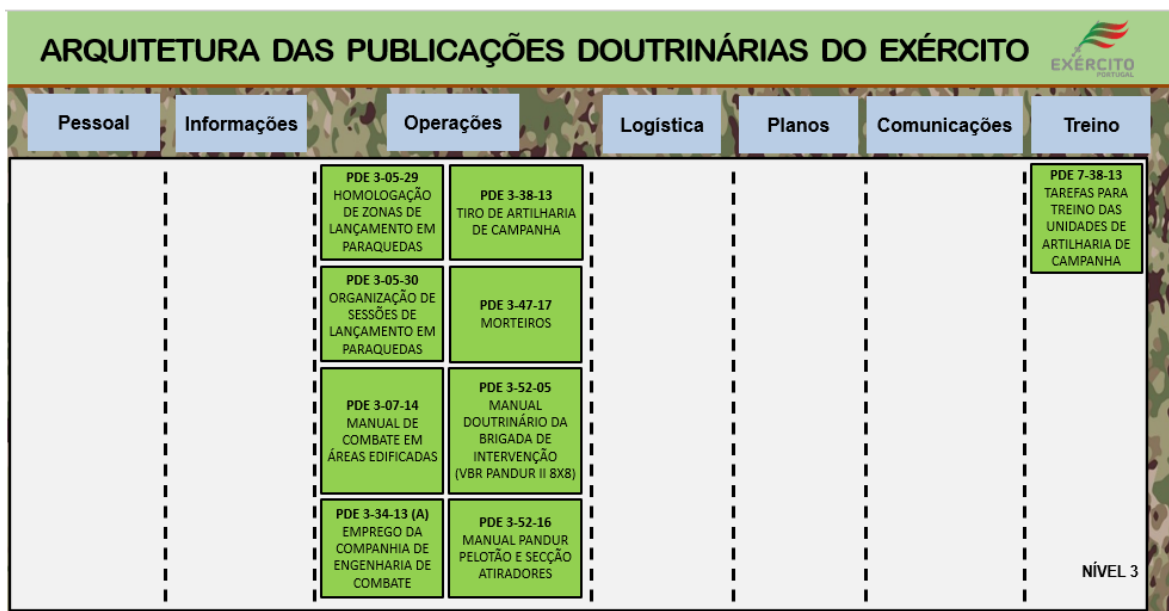 ARQUITETURA DAS PUBLICAÇÕES DOUTRINÁRIAS DO EXÉRCITO
EXÉRCITO
PORTUGAL
Pessoal
Informações
Operações
Logística
Planos
Comunicações
Treino
PDE 3-05-29
HOMOLOGAÇÃO
DE ZONAS DE
LANÇAMENTO EM
PARAQUEDAS
PDE 3-38-13
TIRO DE ARTILHARIA
DE CAMPANHA
PDE 7-38-13
TAREFAS PARA
TREINO DAS
UNIDADES DE
ARTILHARIA DE
CAMPANHA
PDE 3-05-30
ORGANIZAÇÃO DE
SESSÕES DE
LANÇAMENTO EM
PARAQUEDAS
PDE 3-47-17
MORTEIROS
PDE 3-07-14
MANUAL DE
COMBATE EM
ÁREAS EDIFICADAS
PDE 3-52-05
MANUAL
DOUTRINÁRIO DA
BRIGADA DE
INTERVENÇÃO
(VBR PANDUR II 8X8)
PDE 3-34-13 (A)
EMPREGO DA
COMPANHIA DE
ENGENHARIA DE
COMBATE
PDE 3-52-16
MANUAL PANDUR
PELOTÃO E SECÇÃO
ATIRADORES
NÍVEL 3